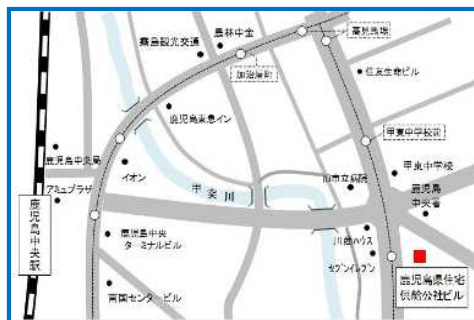 霧島観光交通
農林中金
高見馬場
加治屋町
住友生命ビル
鹿児島東急イン
甲東中学校前
鹿児島中央局
イオン
甲東中学校
アミュプラザ
甲突川
旧市立病院
鹿児島
中央署
鹿児島中央駅
鹿児島中央
ターミナルビル
川商ハウス
セブンイレブン
南国センタービル
鹿児島県住宅
供給公社ビル